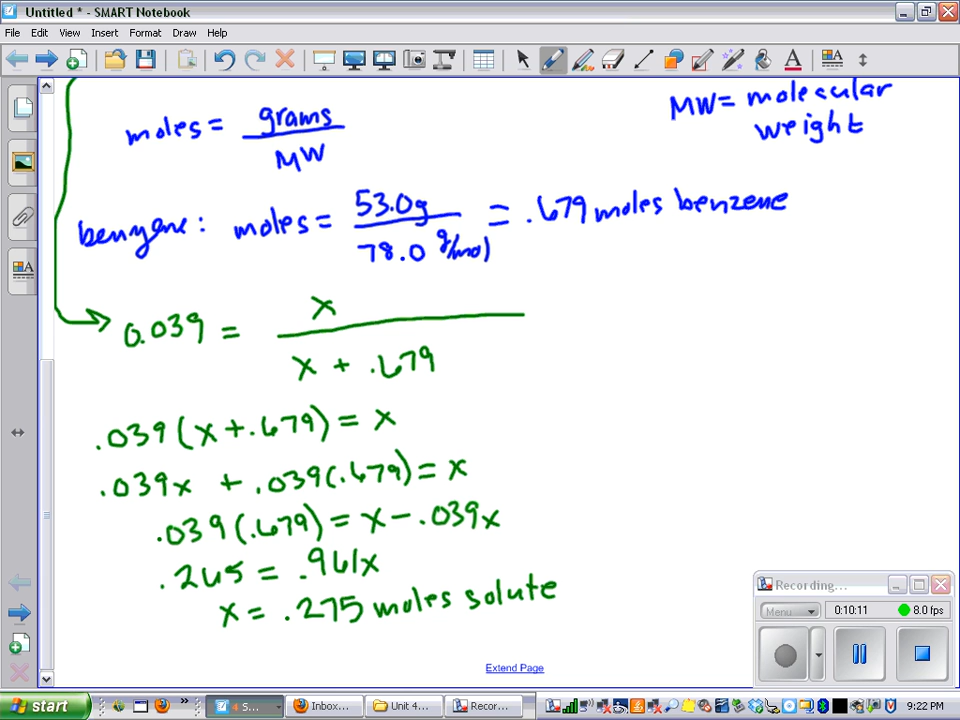 Untitled * - SMART Notebook
File Edit View Insert Format Draw Help
MW = molecular
weight
moles = grams
MW
benzene: moles = 53.0g = .679 moles benzene
78.0 g/mol
0.039 = x
x + .679
.039(x + .679) = x
.039x + .039(.679) = x
.039(.679) = x - .039x
.265 = .961x
x = .275 moles solute
Recording...
Menu 0:10:11 8.0 fps
Extend Page
start 4 S... Inbox... Unit 4... Recor... 9:22 PM